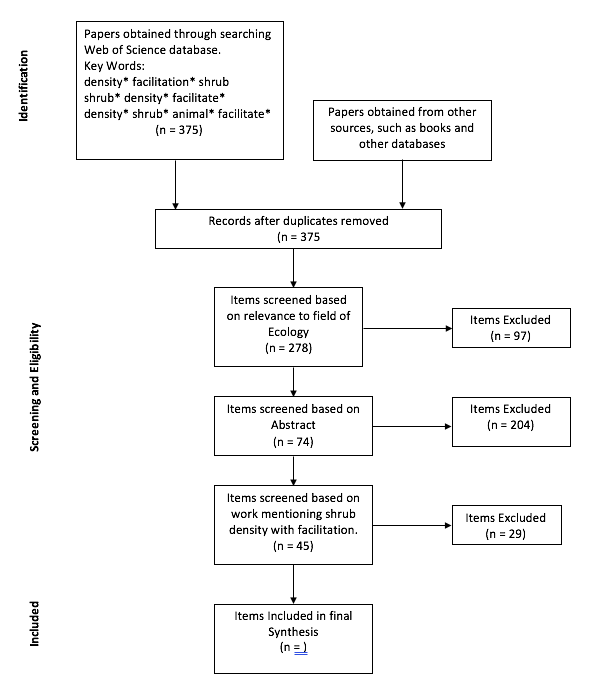 Identification
Papers obtained through searching
Web of Science database.
Key Words:
density* facilitation* shrub
shrub* density* facilitate*
density* shrub* animal* facilitate*
(n = 375)
Papers obtained from other
sources, such as books and
other databases
Records after duplicates removed
(n = 375
Screening and Eligibility
Items screened based
on relevance to field of
Ecology
(n = 278)
Items Excluded
(n = 97)
Items screened based on
Abstract
(n = 74)
Items Excluded
(n = 204)
Items screened based on
work mentioning shrub
density with facilitation.
(n = 45)
Items Excluded
(n = 29)
Included
Items Included in final
Synthesis
(n = )